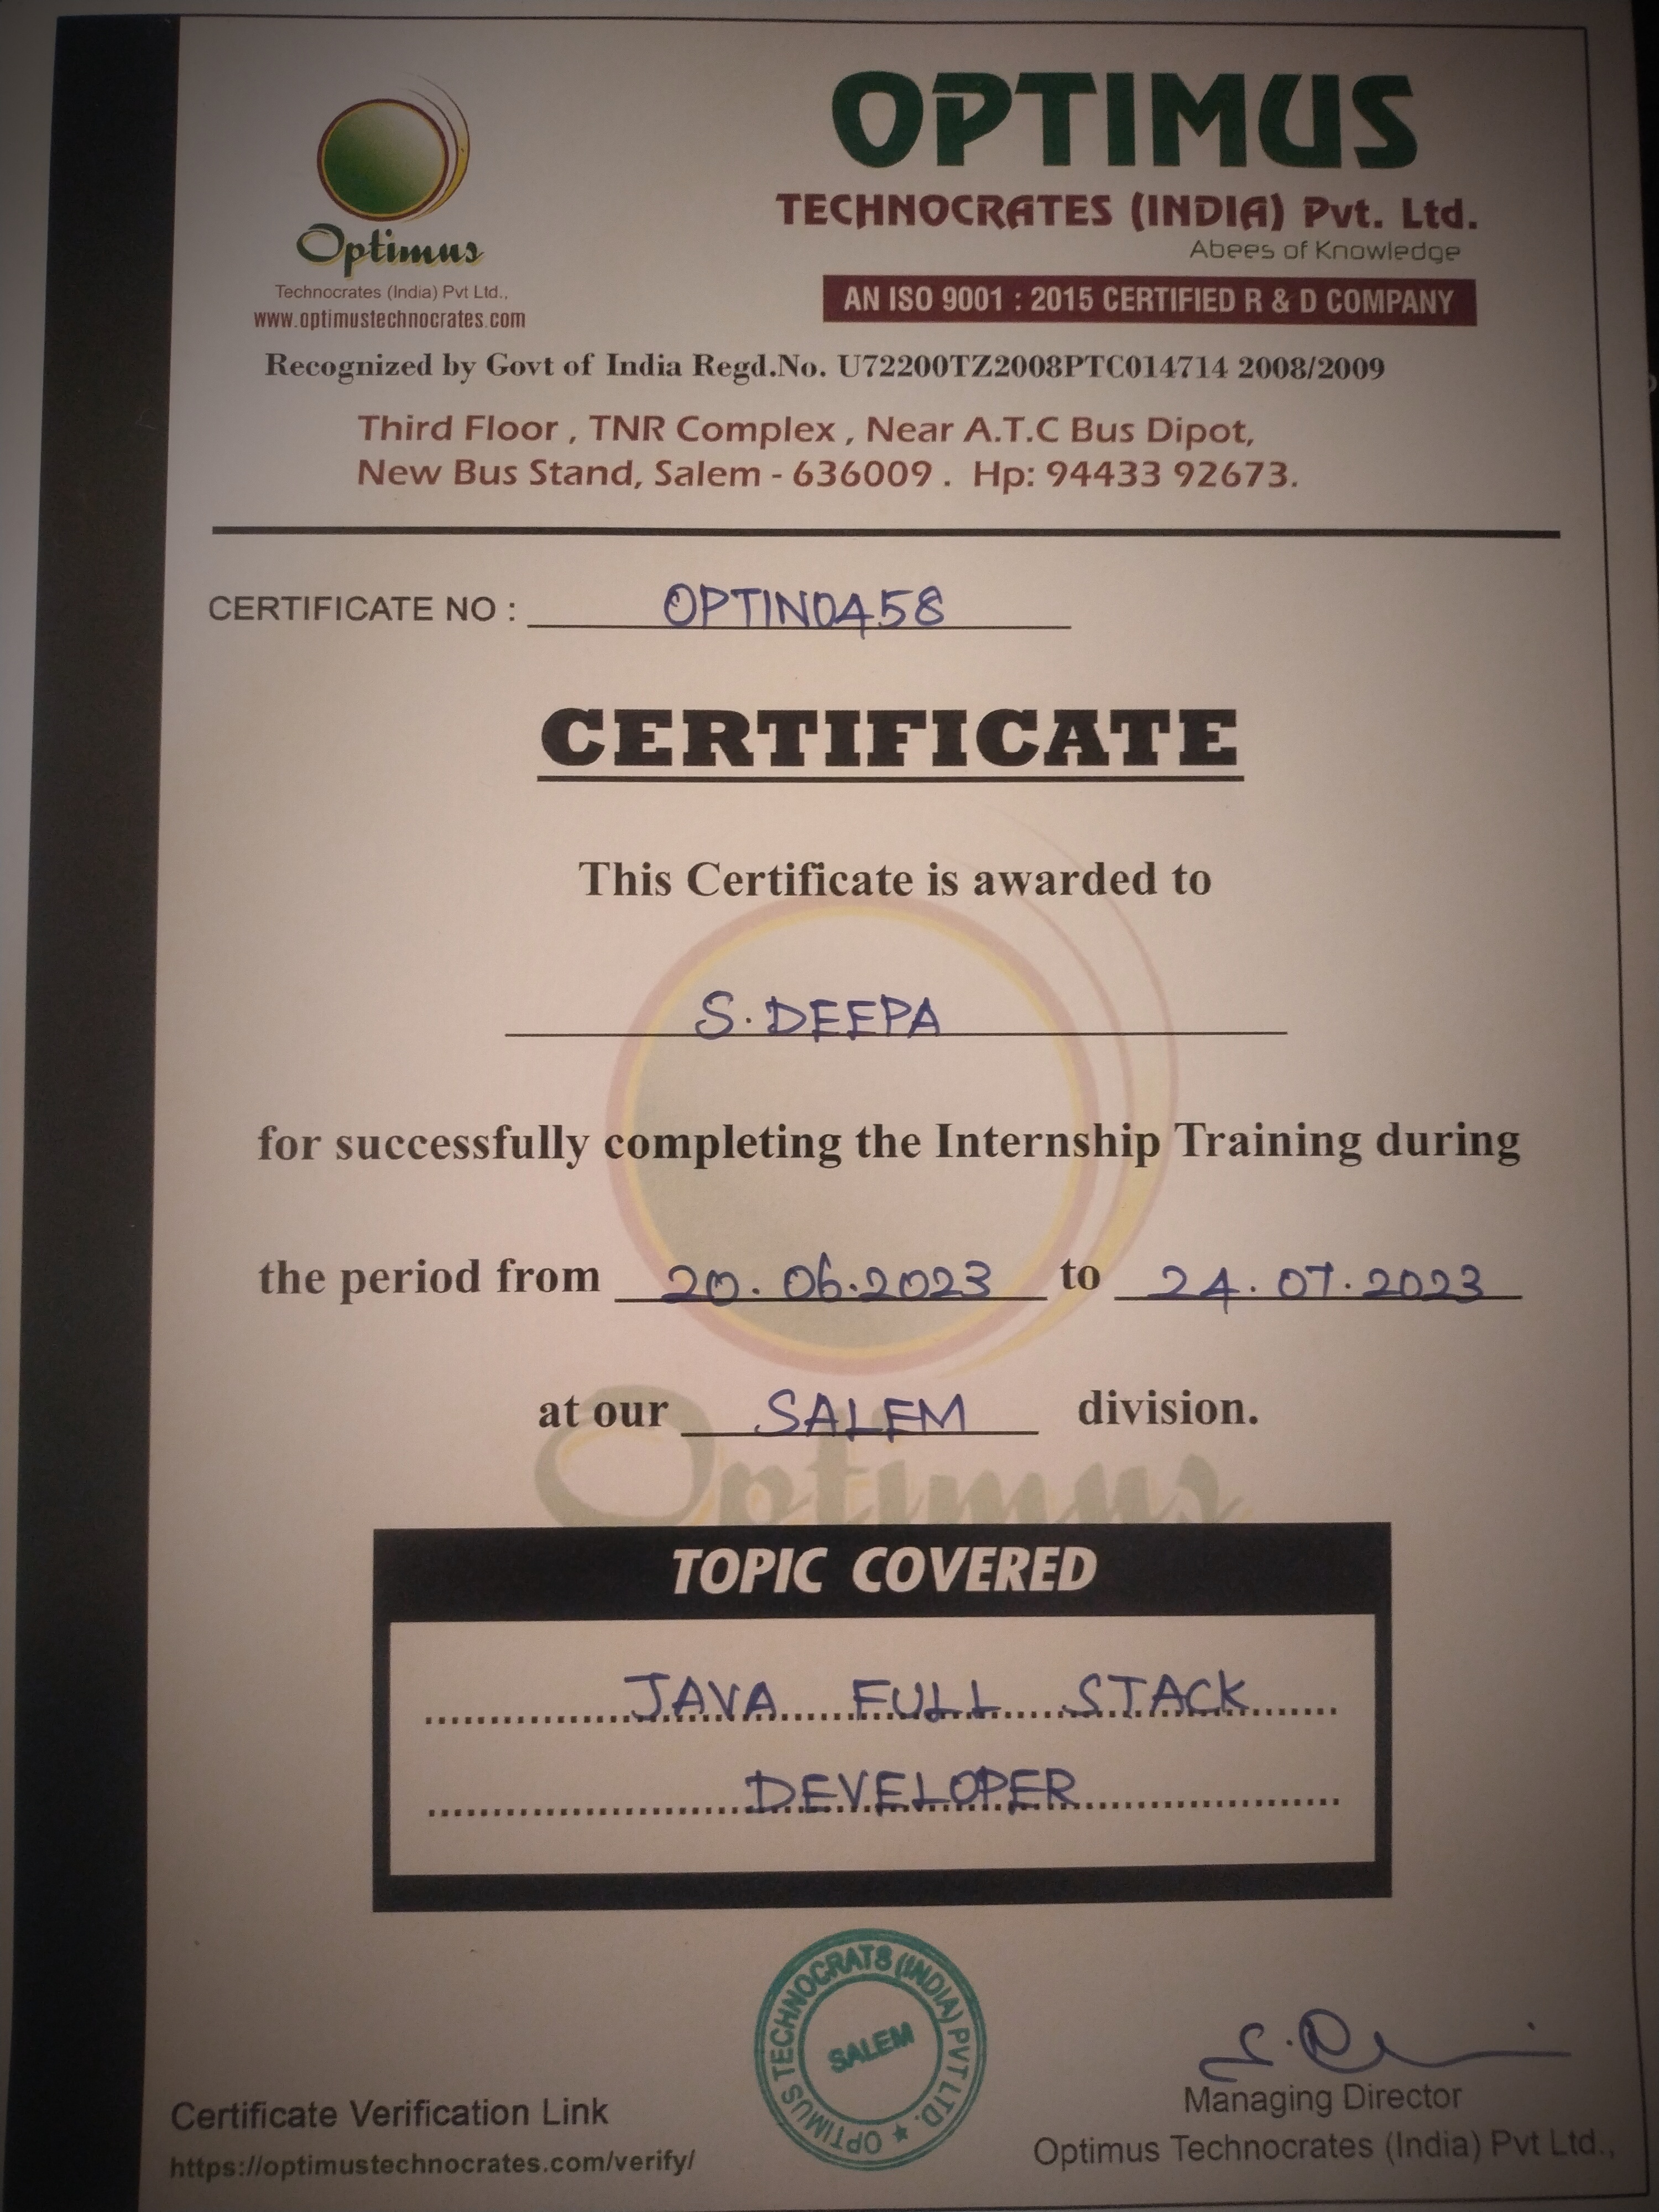 Optimus
Technocrates (India) Pvt Ltd.,
www.optimustechnocrates.com
OPTIMUS
TECHNOCRATES (INDIA) Pvt. Ltd.
Abees of Knowledge
AN ISO 9001 : 2015 CERTIFIED R & D COMPANY
Recognized by Govt of India Regd.No. U72200TZ2008PTC014714 2008/2009
Third Floor , TNR Complex , Near A.T.C Bus Dipot,
New Bus Stand, Salem - 636009 . Hp: 94433 92673.
CERTIFICATE NO : OPTIN0458
CERTIFICATE
This Certificate is awarded to
S.DEEPA
for successfully completing the Internship Training during
the period from 20.06.2023 to 24.07.2023
at our SALEM division.
Optimus
TOPIC COVERED
JAVA FULL STACK
DEVELOPER
OPTIMUS TECHNOCRATS (INDIA) PVT LTD. ★
SALEM
Certificate Verification Link
https://optimustechnocrates.com/verify/
Managing Director
Optimus Technocrates (India) Pvt Ltd.,